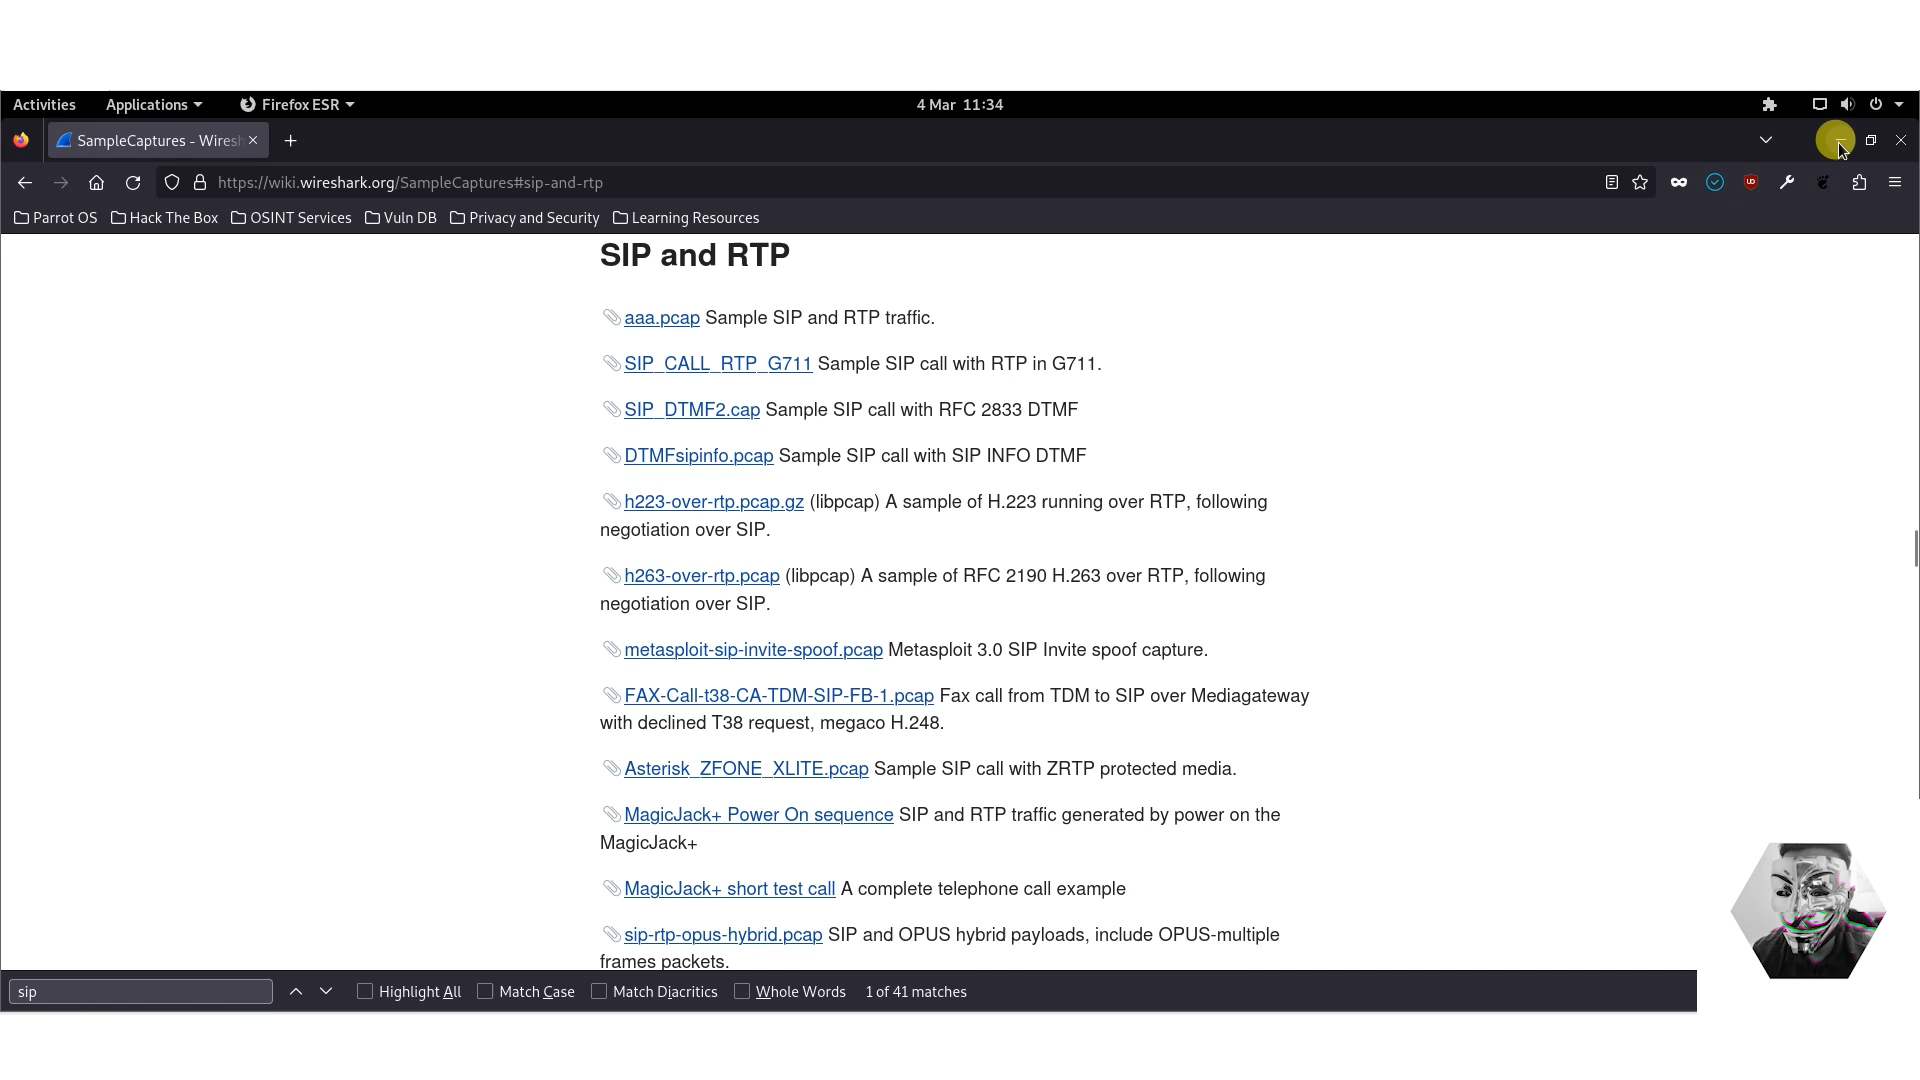 Activities Applications Firefox ESR 4 Mar 11:34
SampleCaptures - Wiresh
https://wiki.wireshark.org/SampleCaptures#sip-and-rtp
Parrot OS Hack The Box OSINT Services Vuln DB Privacy and Security Learning Resources
SIP and RTP
aaa.pcap Sample SIP and RTP traffic.
SIP_CALL_RTP_G711 Sample SIP call with RTP in G711.
SIP_DTMF2.cap Sample SIP call with RFC 2833 DTMF
DTMFsipinfo.pcap Sample SIP call with SIP INFO DTMF
h223-over-rtp.pcap.gz (libpcap) A sample of H.223 running over RTP, following
negotiation over SIP.
h263-over-rtp.pcap (libpcap) A sample of RFC 2190 H.263 over RTP, following
negotiation over SIP.
metasploit-sip-invite-spoof.pcap Metasploit 3.0 SIP Invite spoof capture.
FAX-Call-t38-CA-TDM-SIP-FB-1.pcap Fax call from TDM to SIP over Mediagateway
with declined T38 request, megaco H.248.
Asterisk_ZFONE_XLITE.pcap Sample SIP call with ZRTP protected media.
MagicJack+ Power On sequence SIP and RTP traffic generated by power on the
MagicJack+
MagicJack+ short test call A complete telephone call example
sip-rtp-opus-hybrid.pcap SIP and OPUS hybrid payloads, include OPUS-multiple
frames packets.
sip Highlight All Match Case Match Diacritics Whole Words 1 of 41 matches